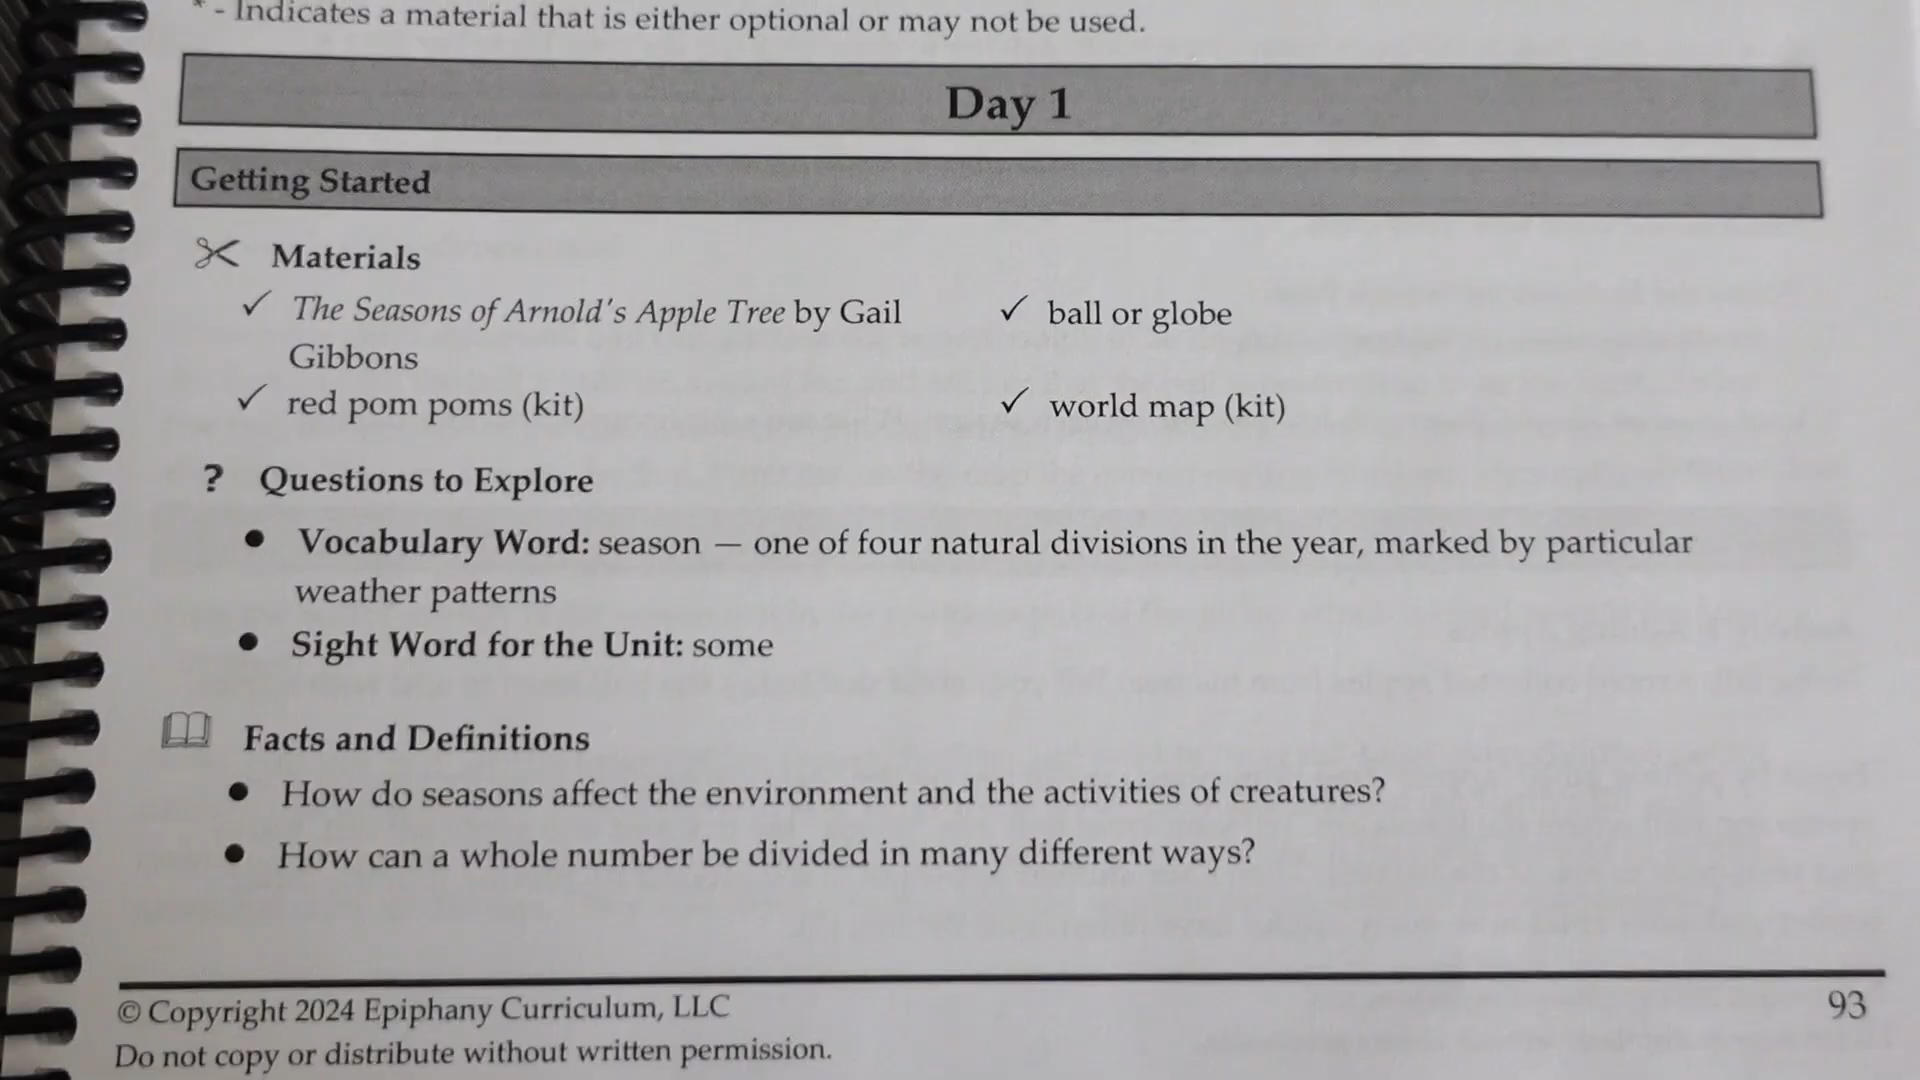 * - Indicates a material that is either optional or may not be used.
Day 1
Getting Started
Materials
✓ The Seasons of Arnold's Apple Tree by Gail
Gibbons
✓ ball or globe
✓ red pom poms (kit)
✓ world map (kit)
? Questions to Explore
● Vocabulary Word: season — one of four natural divisions in the year, marked by particular
weather patterns
● Sight Word for the Unit: some
Facts and Definitions
● How do seasons affect the environment and the activities of creatures?
● How can a whole number be divided in many different ways?
© Copyright 2024 Epiphany Curriculum, LLC
93
Do not copy or distribute without written permission.